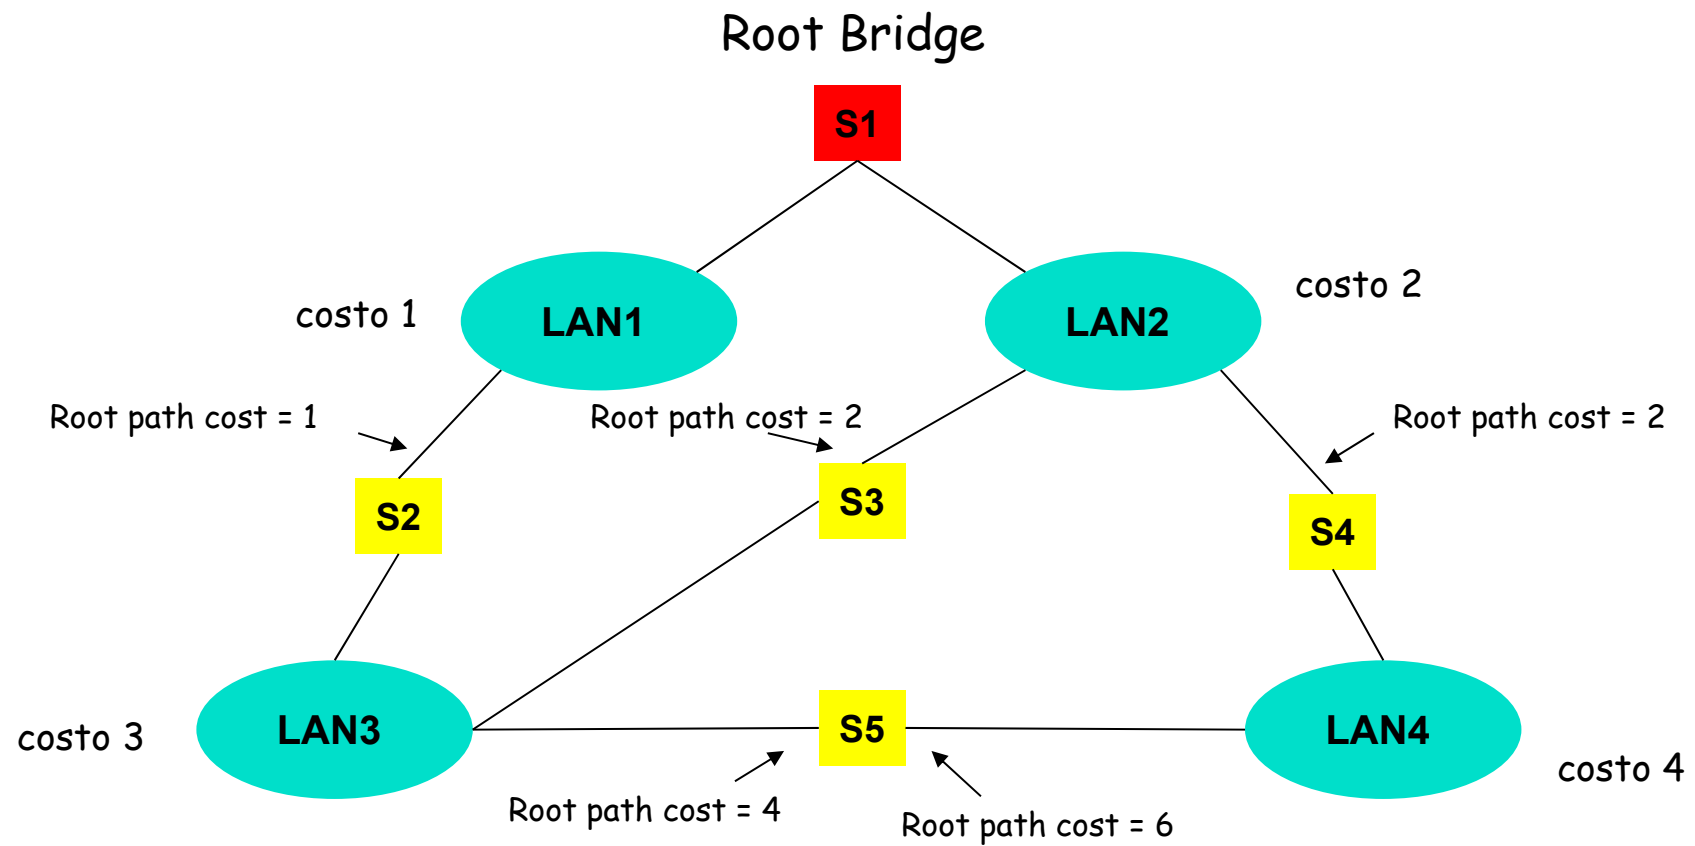 Root Bridge
S1
costo 1
LAN1
LAN2
costo 2
Root path cost = 1
Root path cost = 2
Root path cost = 2
S2
S3
S4
costo 3
LAN3
S5
LAN4
costo 4
Root path cost = 4
Root path cost = 6